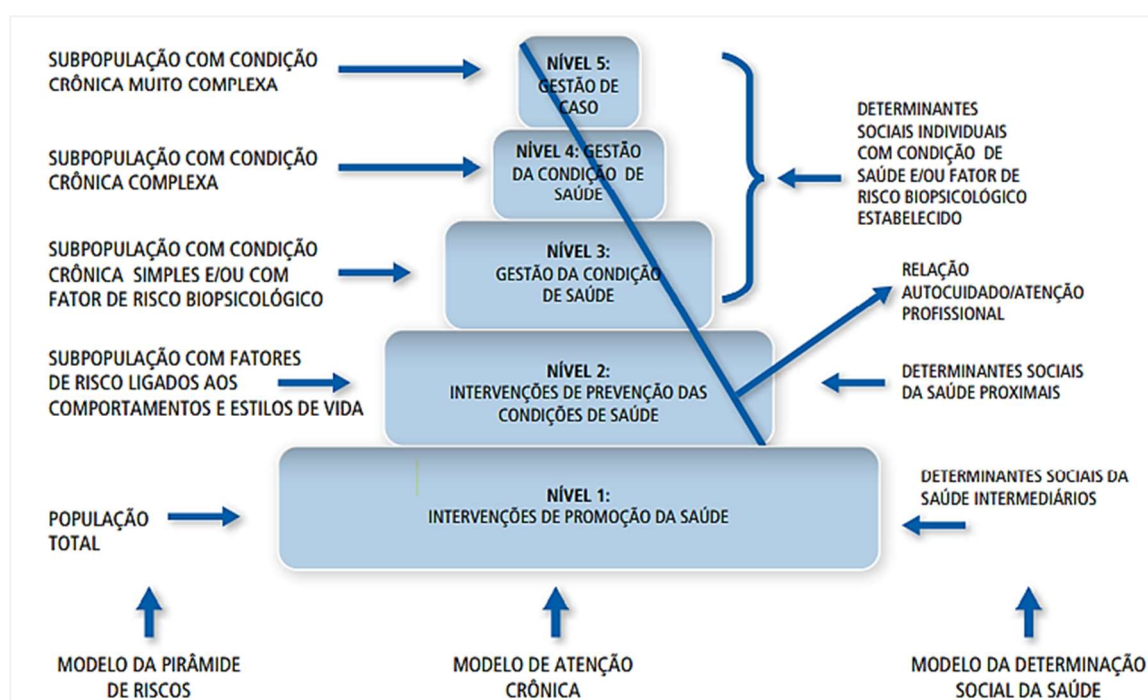 SUBPOPULAÇÃO COM CONDIÇÃO
CRÔNICA MUITO COMPLEXA
SUBPOPULAÇÃO COM CONDIÇÃO
CRÔNICA COMPLEXA
SUBPOPULAÇÃO COM CONDIÇÃO
CRÔNICA SIMPLES E/OU COM
FATOR DE RISCO BIOPSICOLÓGICO
SUBPOPULAÇÃO COM FATORES
DE RISCO LIGADOS AOS
COMPORTAMENTOS E ESTILOS DE VIDA
POPULAÇÃO
TOTAL
MODELO DA PIRÂMIDE
DE RISCOS
NÍVEL 5:
GESTÃO DE
CASO
NÍVEL 4: GESTÃO
DA CONDIÇÃO DE
SAÚDE
NÍVEL 3:
GESTÃO DA CONDIÇÃO
DE SAÚDE
NÍVEL 2:
INTERVENÇÕES DE PREVENÇÃO DAS
CONDIÇÕES DE SAÚDE
NÍVEL 1:
INTERVENÇÕES DE PROMOÇÃO DA SAÚDE
MODELO DE ATENÇÃO
CRÔNICA
DETERMINANTES
SOCIAIS INDIVIDUAIS
COM CONDIÇÃO DE
SAÚDE E/OU FATOR DE
RISCO BIOPSICOLÓGICO
ESTABELECIDO
RELAÇÃO
AUTOCUIDADO/ATENÇÃO
PROFISSIONAL
DETERMINANTES SOCIAIS
DA SAÚDE PROXIMAIS
DETERMINANTES SOCIAIS DA
SAÚDE INTERMEDIÁRIOS
MODELO DA DETERMINAÇÃO
SOCIAL DA SAÚDE